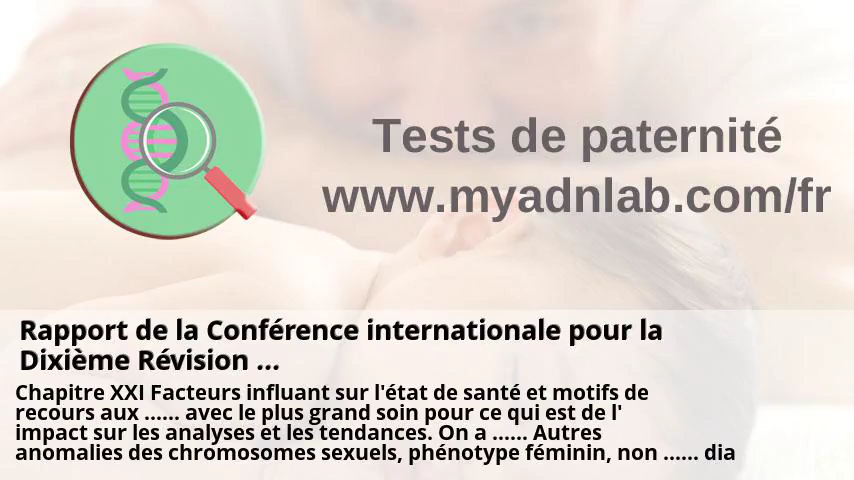 Tests de paternité
www.myadnlab.com/fr
Rapport de la Conférence internationale pour la
Dixième Révision ...
Chapitre XXI Facteurs influant sur l'état de santé et motifs de
recours aux ...... avec le plus grand soin pour ce qui est de l'
impact sur les analyses et les tendances. On a ...... Autres
anomalies des chromosomes sexuels, phénotype féminin, non ...... dia